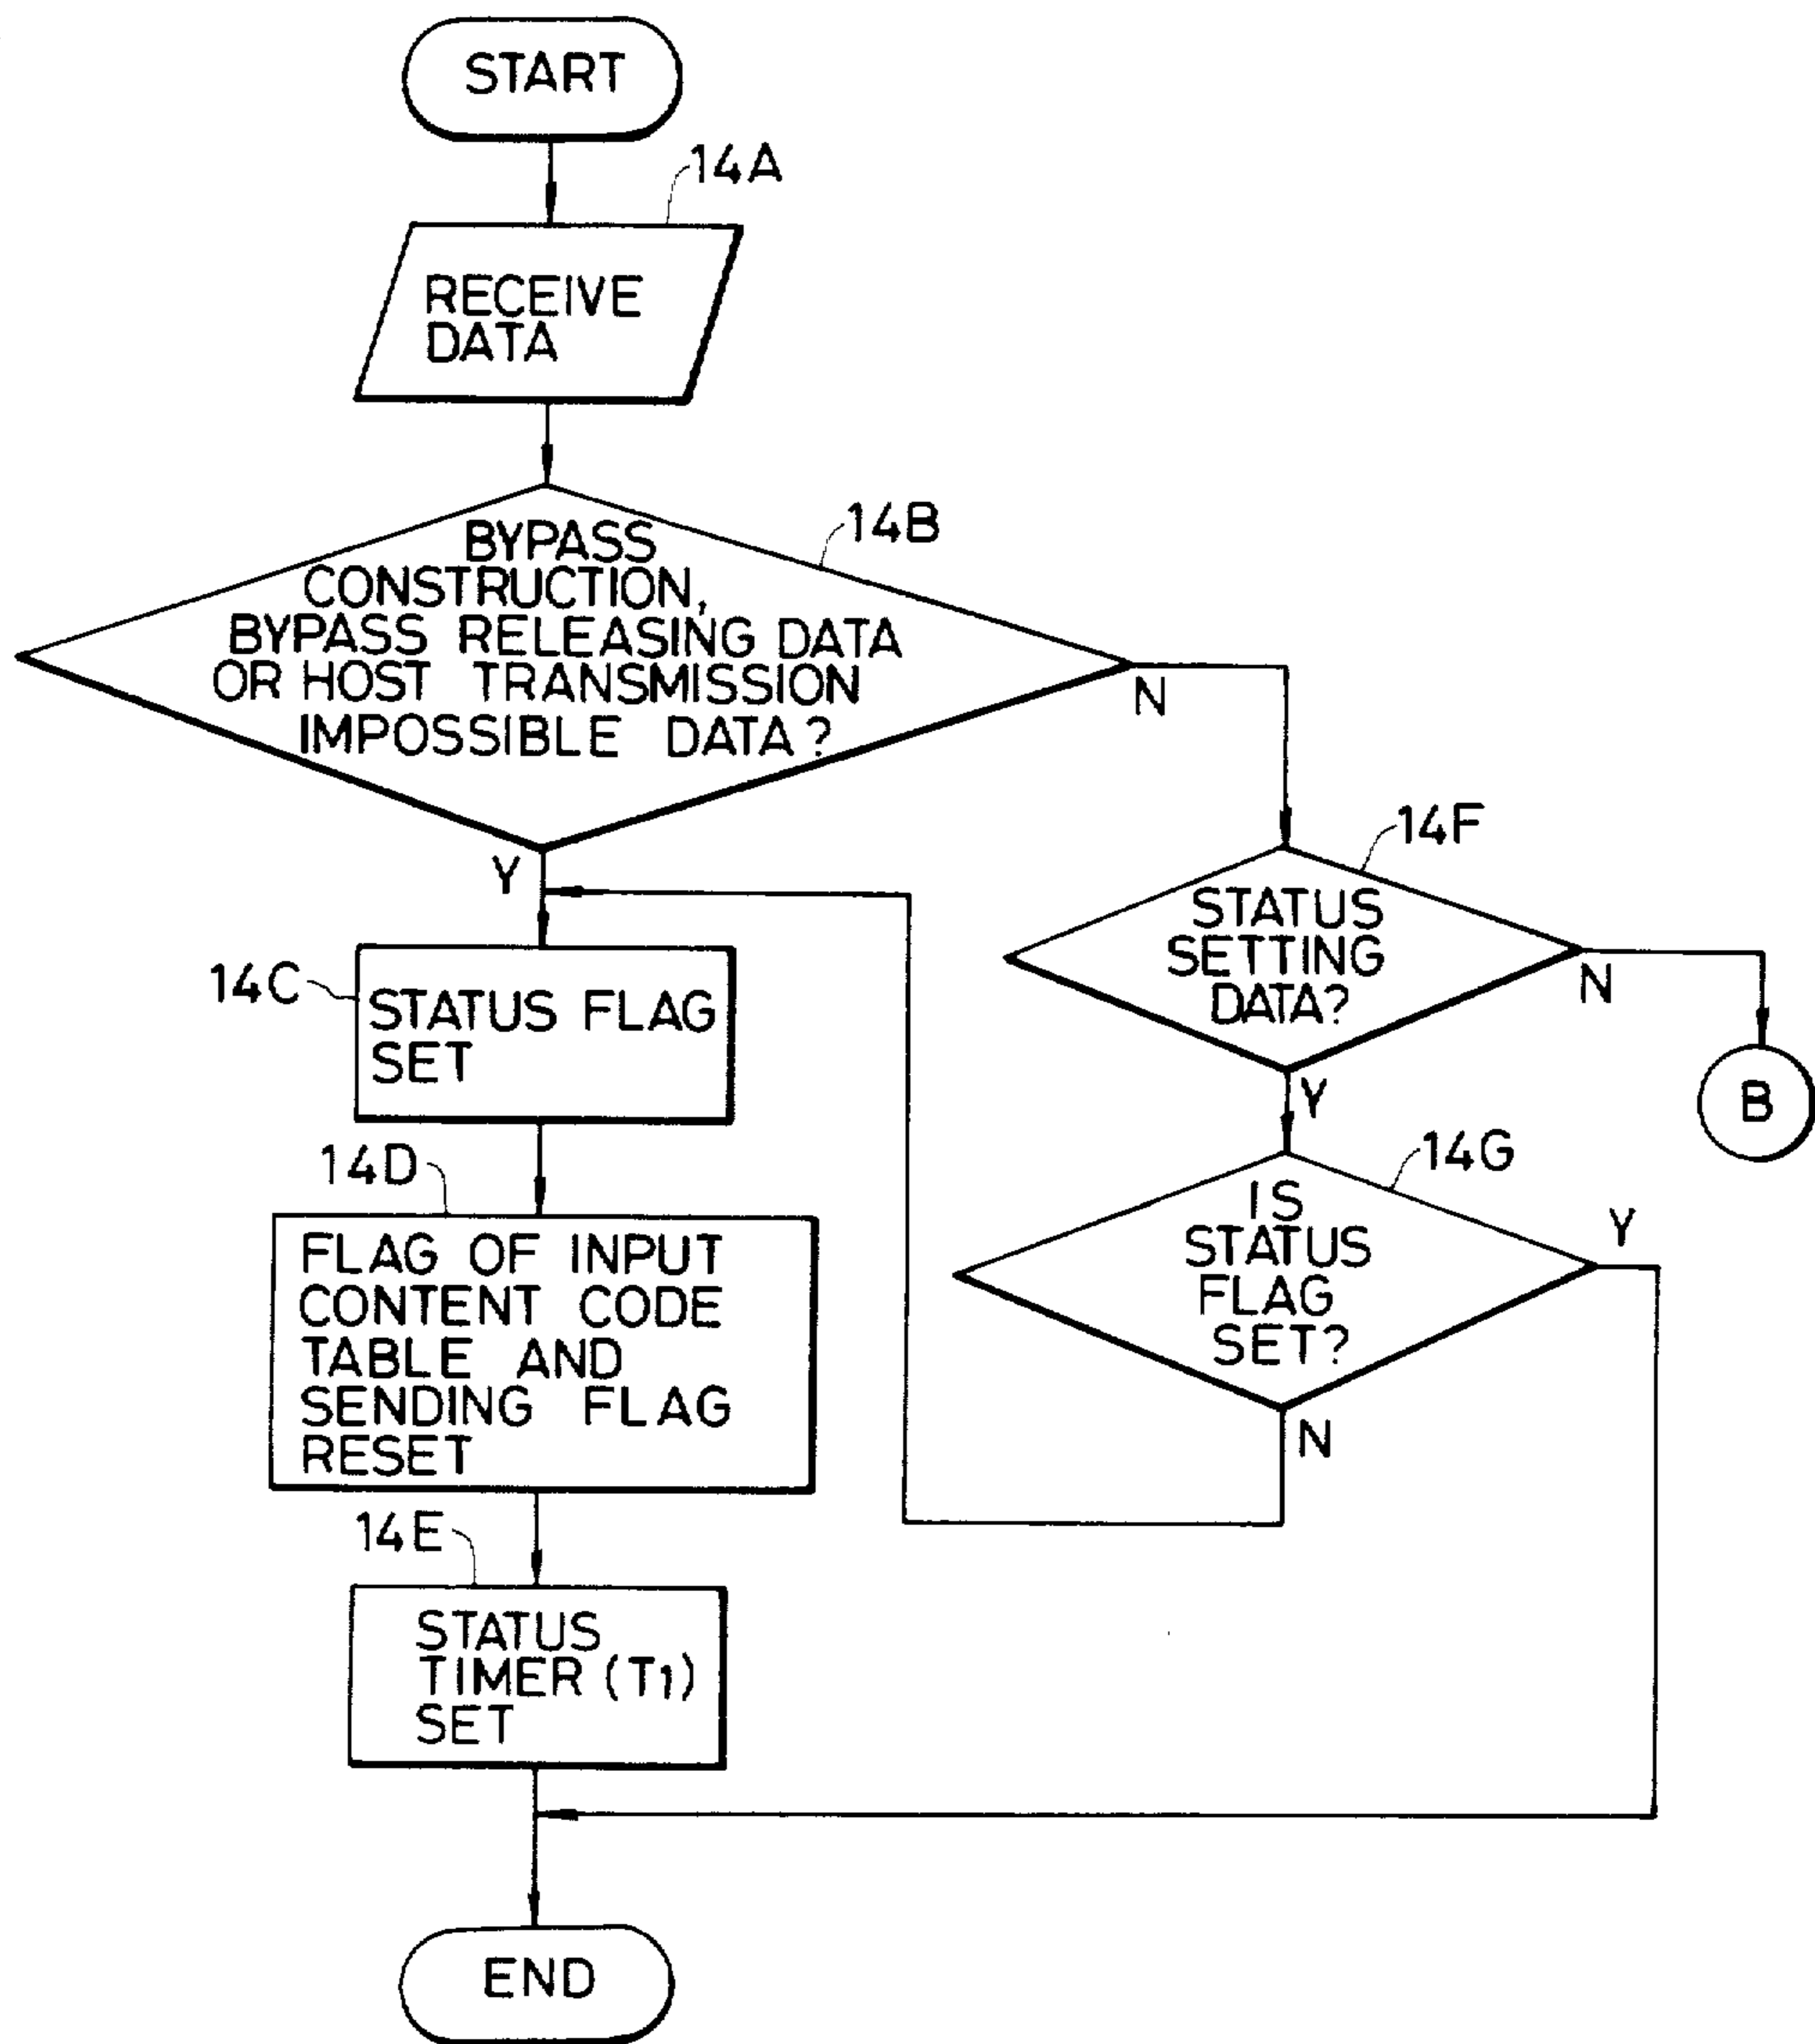 START
14A
RECEIVE
DATA
14B
BYPASS
CONSTRUCTION,
BYPASS RELEASING DATA
OR HOST TRANSMISSION
IMPOSSIBLE DATA?
N
Y
14F
STATUS
SETTING
DATA?
N
Y
B
14C
STATUS FLAG
SET
14G
IS
STATUS
FLAG
SET?
Y
N
14D
FLAG OF INPUT
CONTENT CODE
TABLE AND
SENDING FLAG
RESET
14E
STATUS
TIMER (T1)
SET
END